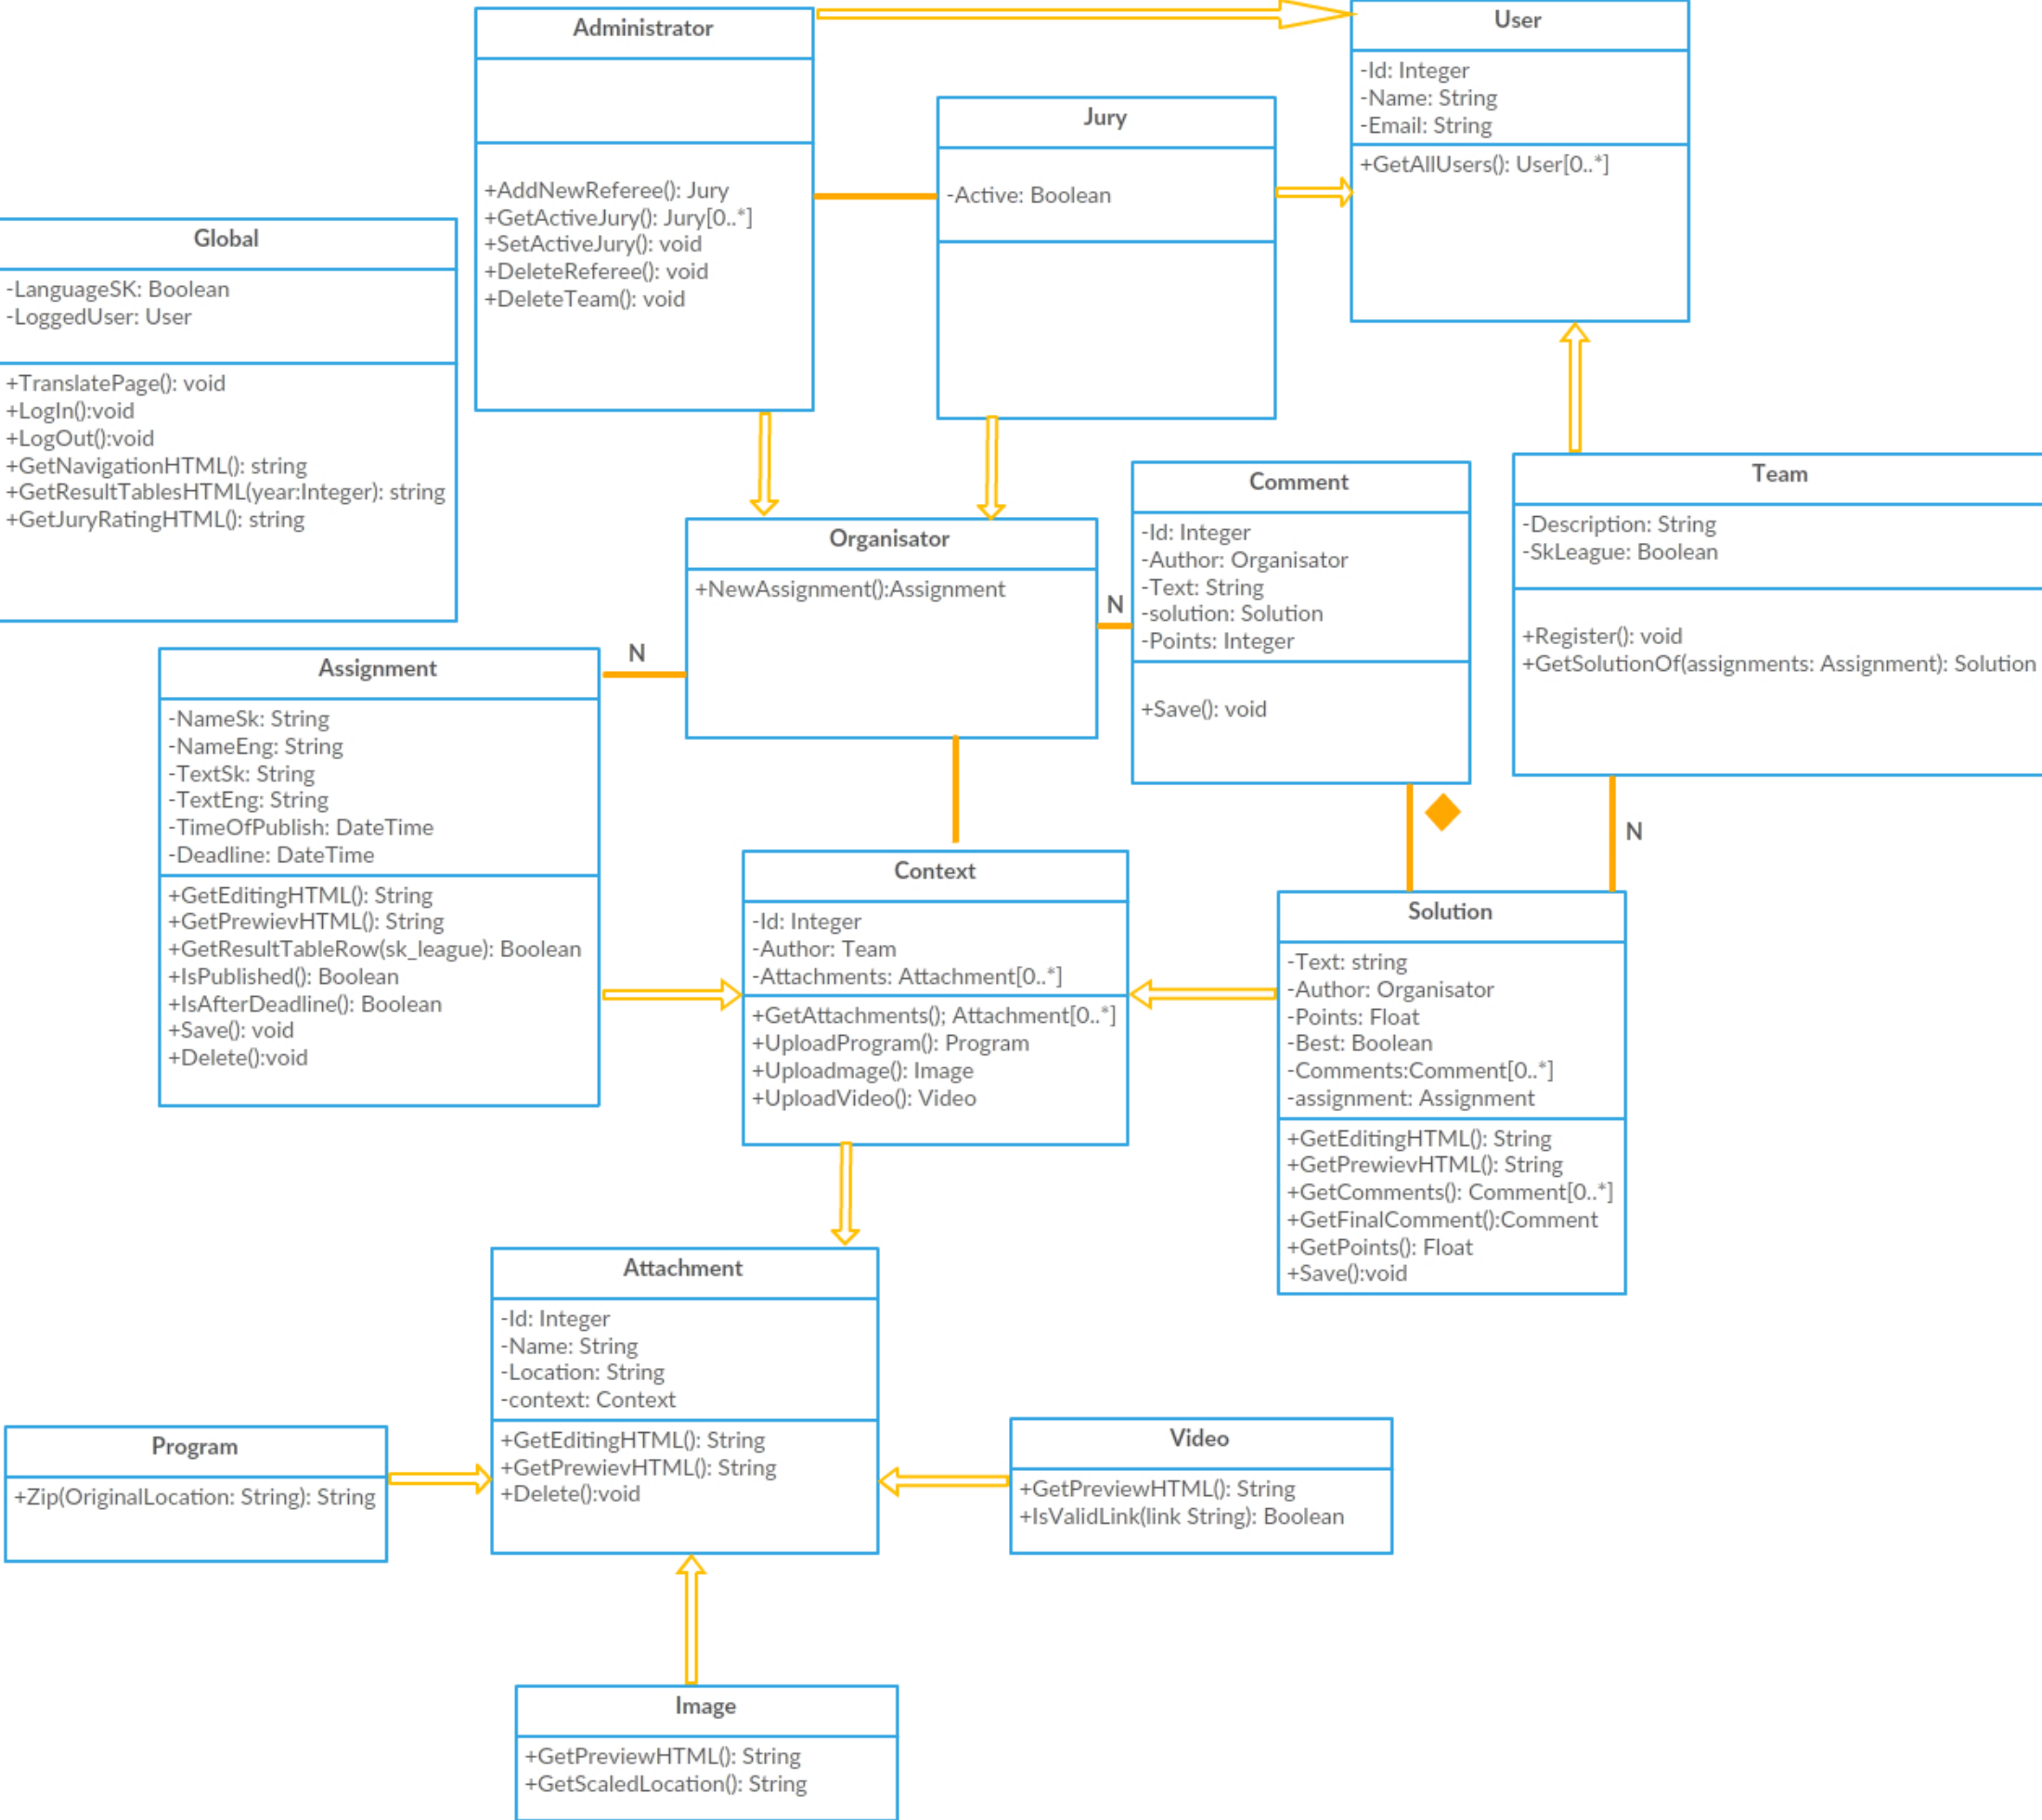 Administrator
+AddNewReferee(): Jury
+GetActiveJury(): Jury[0..*]
+SetActiveJury(): void
+DeleteReferee(): void
+DeleteTeam(): void
Jury
-Active: Boolean
User
-Id: Integer
-Name: String
-Email: String
+GetAllUsers(): User[0..*]
Global
-LanguageSK: Boolean
-LoggedUser: User
+TranslatePage(): void
+LogIn():void
+LogOut():void
+GetNavigationHTML(): string
+GetResultTablesHTML(year:Integer): string
+GetJuryRatingHTML(): string
Organisator
+NewAssignment():Assignment
N
N
Comment
-Id: Integer
-Author: Organisator
-Text: String
-solution: Solution
-Points: Integer
+Save(): void
Team
-Description: String
-SkLeague: Boolean
+Register(): void
+GetSolutionOf(assignments: Assignment): Solution
N
Assignment
-NameSk: String
-NameEng: String
-TextSk: String
-TextEng: String
-TimeOfPublish: DateTime
-Deadline: DateTime
+GetEditingHTML(): String
+GetPrewievHTML(): String
+GetResultTableRow(sk_league): Boolean
+IsPublished(): Boolean
+IsAfterDeadline(): Boolean
+Save(): void
+Delete():void
Context
-Id: Integer
-Author: Team
-Attachments: Attachment[0..*]
+GetAttachments(); Attachment[0..*]
+UploadProgram(): Program
+Uploadmage(): Image
+UploadVideo(): Video
Solution
-Text: string
-Author: Organisator
-Points: Float
-Best: Boolean
-Comments:Comment[0..*]
-assignment: Assignment
+GetEditingHTML(): String
+GetPrewievHTML(): String
+GetComments(): Comment[0..*]
+GetFinalComment():Comment
+GetPoints(): Float
+Save():void
Attachment
-Id: Integer
-Name: String
-Location: String
-context: Context
+GetEditingHTML(): String
+GetPrewievHTML(): String
+Delete():void
Program
+Zip(OriginalLocation: String): String
Video
+GetPreviewHTML(): String
+IsValidLink(link String): Boolean
Image
+GetPreviewHTML(): String
+GetScaledLocation(): String